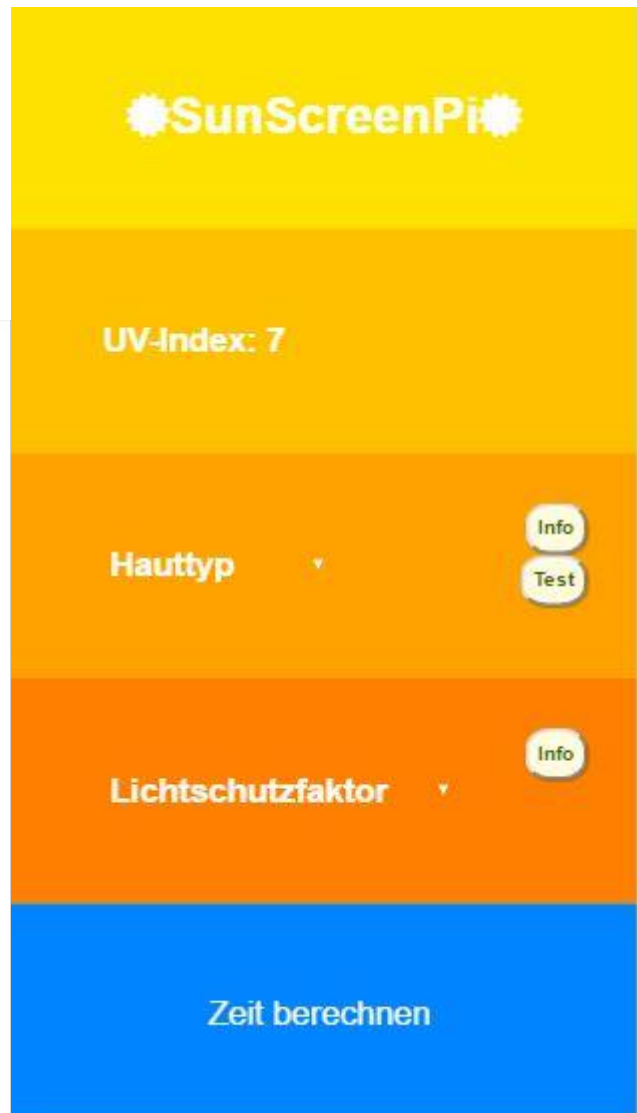 SunScreenPi
UV-Index: 7
Hauttyp
Info
Test
Lichtschutzfaktor
Info
Zeit berechnen